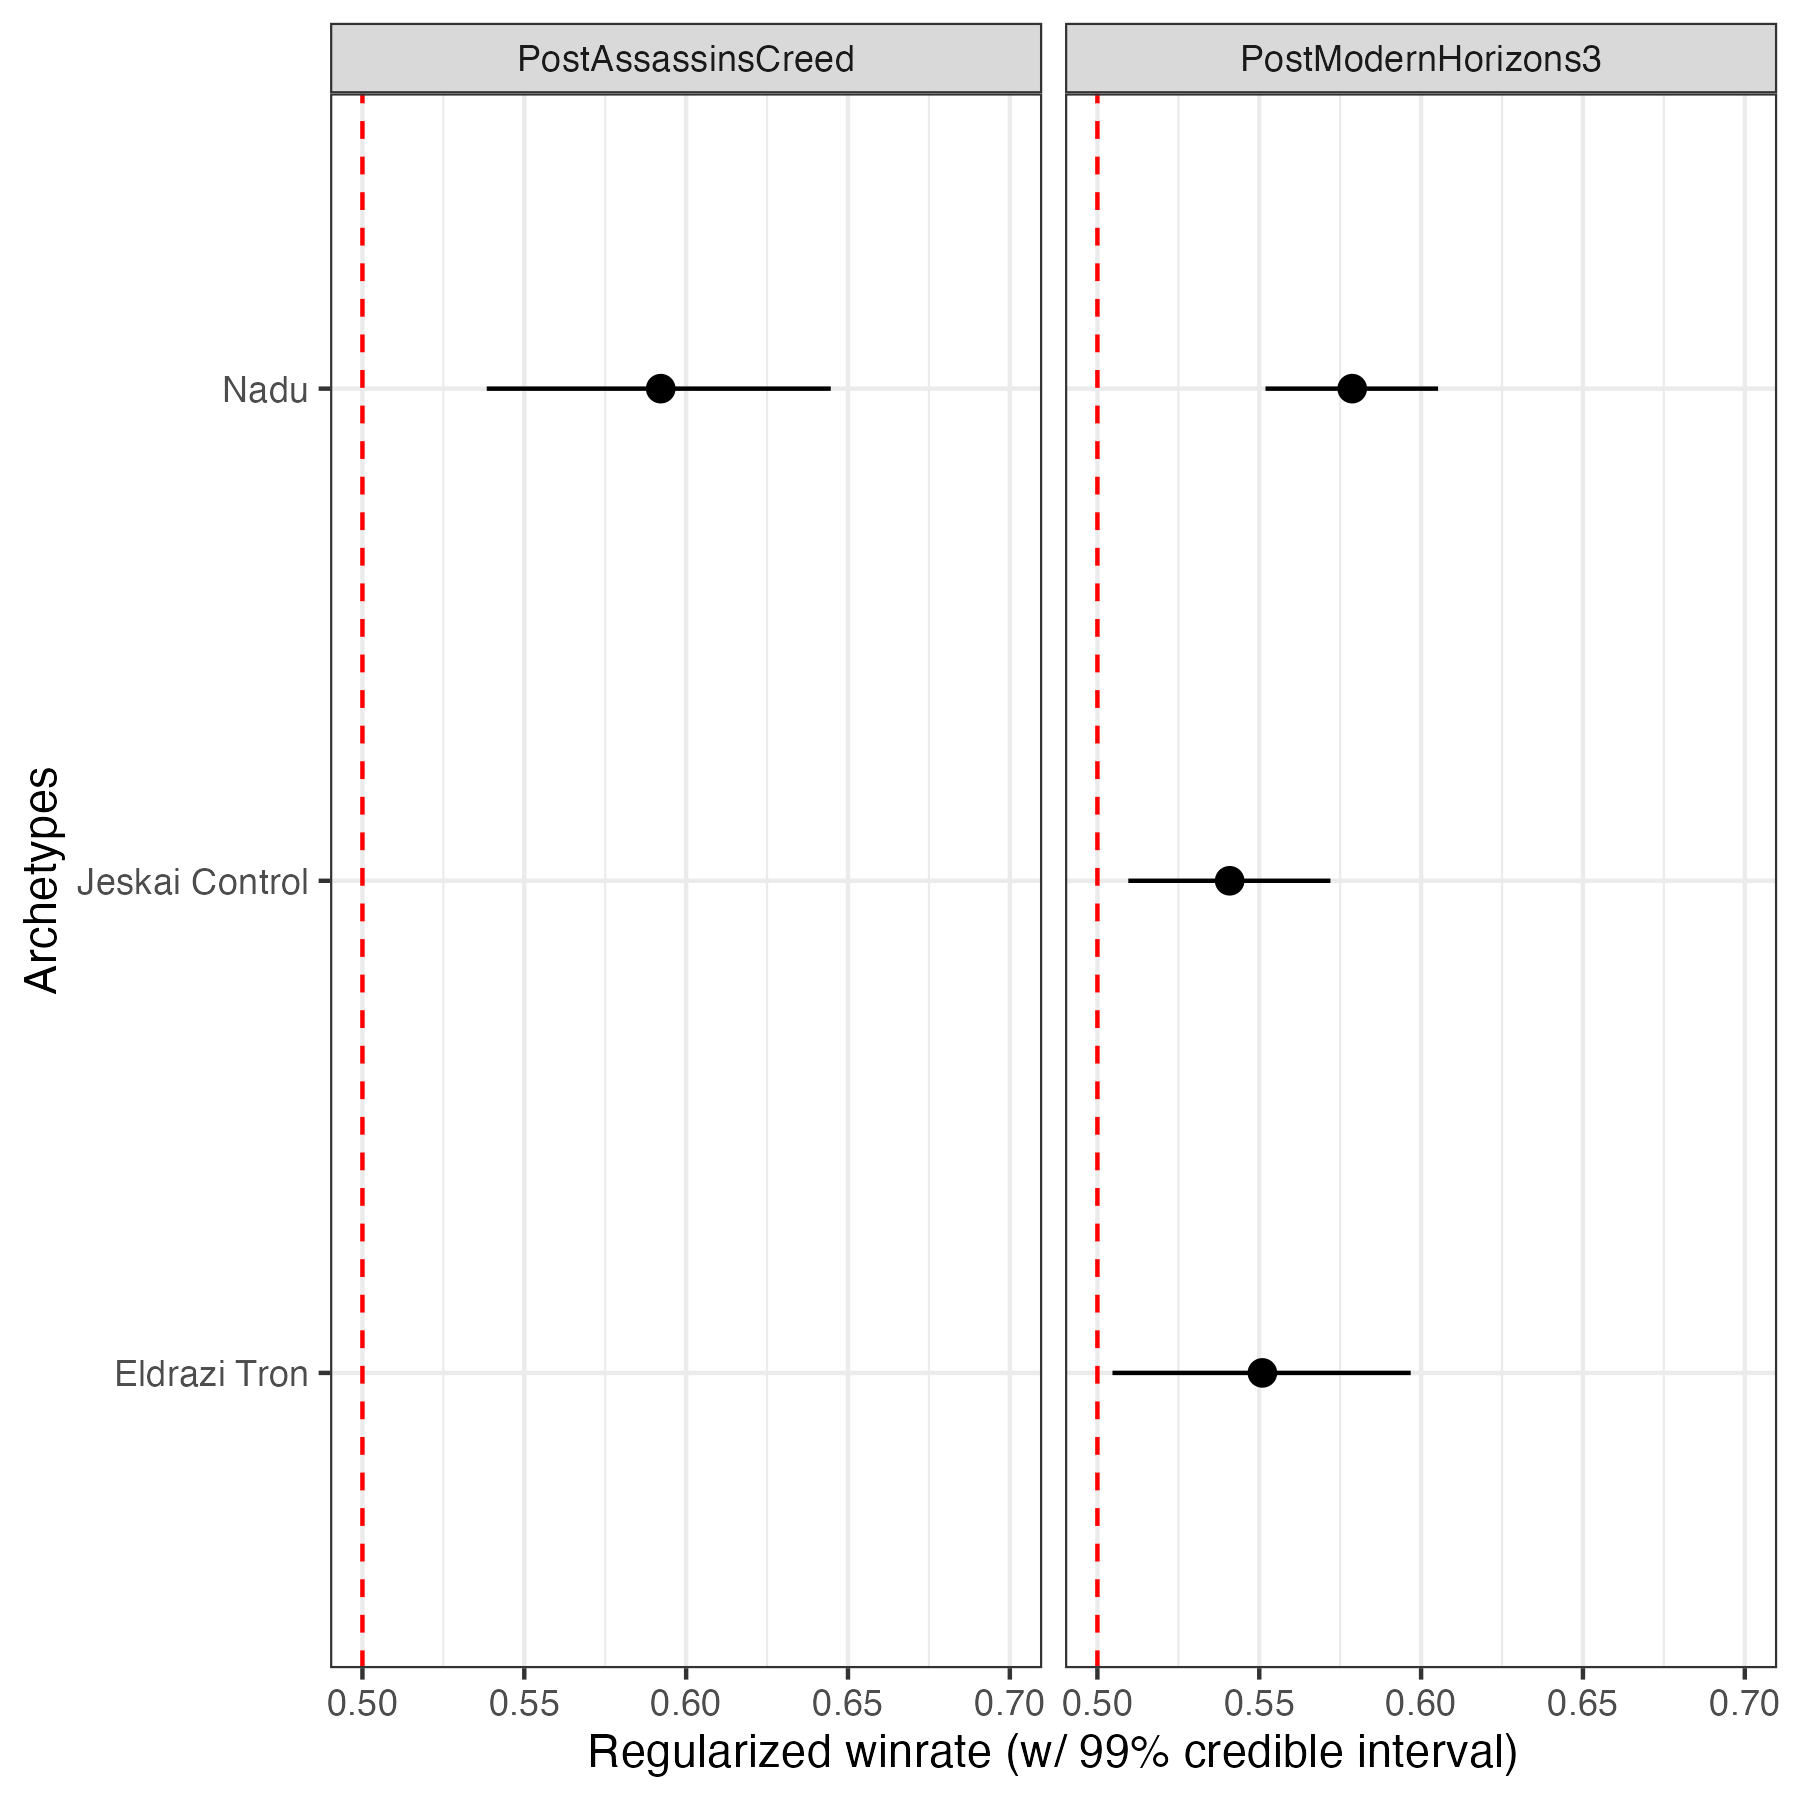 PostAssassinsCreed
PostModernHorizons3
Archetypes
Nadu
Jeskai Control
Eldrazi Tron
0.50 0.55 0.60 0.65 0.70
0.50 0.55 0.60 0.65 0.70
Regularized winrate (w/ 99% credible interval)